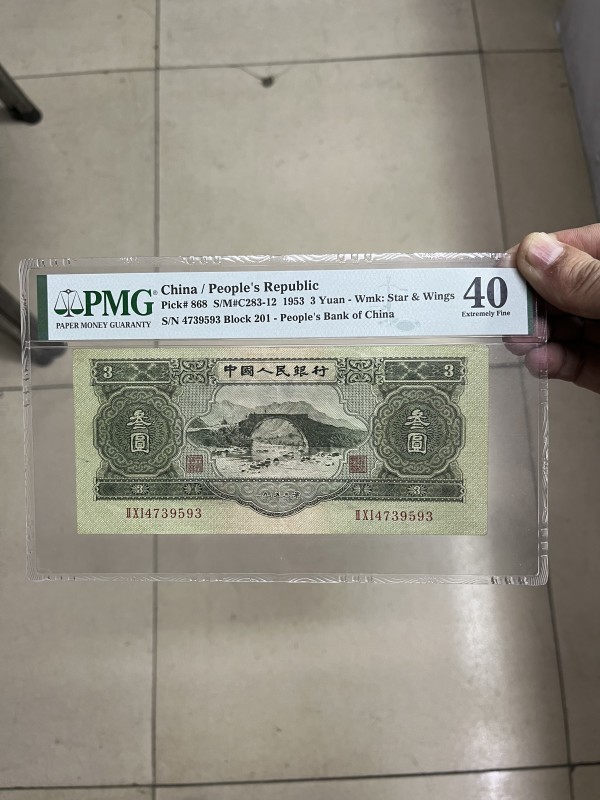 PMG
PAPER MONEY GUARANTY
China / People's Republic
Pick# 868 S/M#C283-12 1953 3 Yuan - Wmk: Star & Wings
S/N 4739593 Block 201 - People's Bank of China
40
Extremely Fine
3 中國人民銀行 3
叁圓 叁圓
3 3
ⅡⅩⅠ4739593 ⅡⅩⅠ4739593